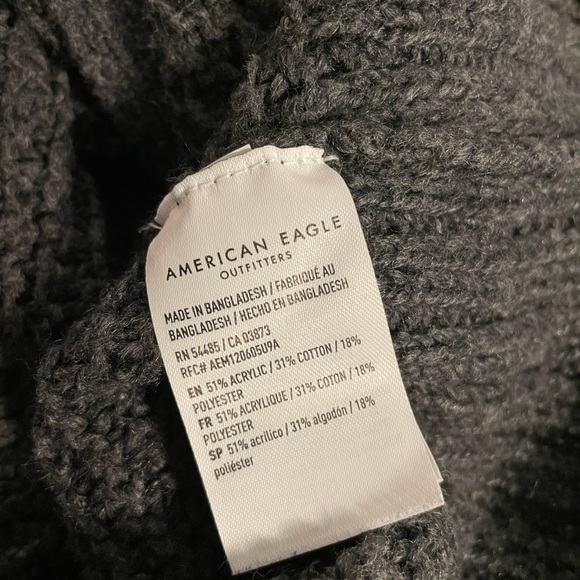 AMERICAN EAGLE
OUTFITTERS
MADE IN BANGLADESH / FABRIQUÉ AU
BANGLADESH / HECHO EN BANGLADESH
RN 54485 / CA 03873
RFC# AEM120605U9A
EN 51% ACRYLIC / 31% COTTON / 18%
POLYESTER
FR 51% ACRYLIQUE / 31% COTON / 18%
POLYESTER
SP 51% acrílico / 31% algodón / 18%
poliéster